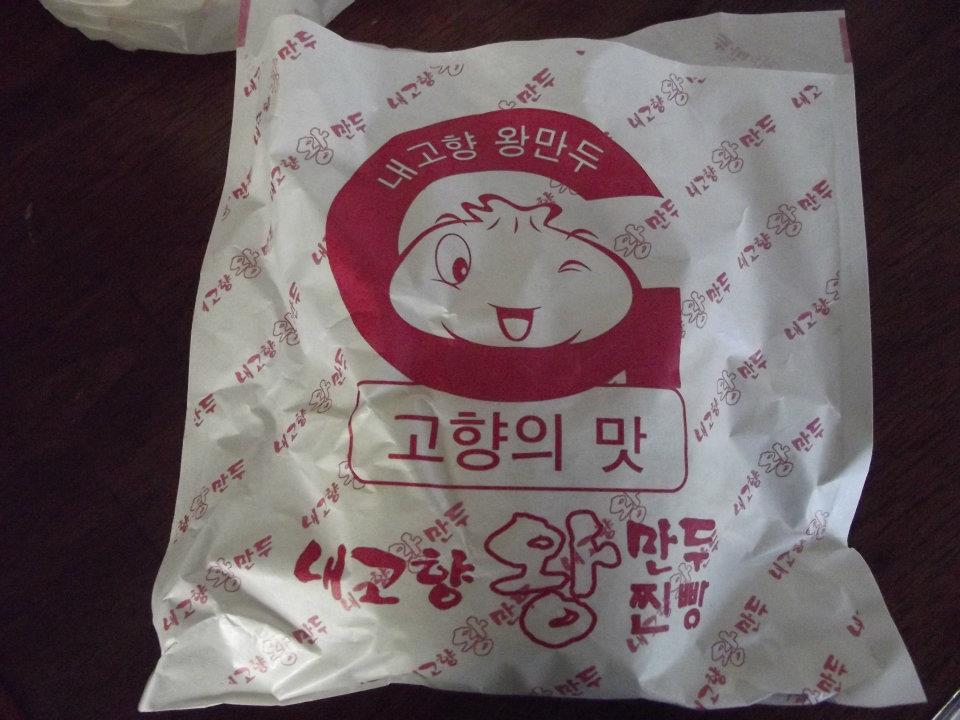 내고향 왕만두
고향의 맛
내고향 왕 만두
찐빵